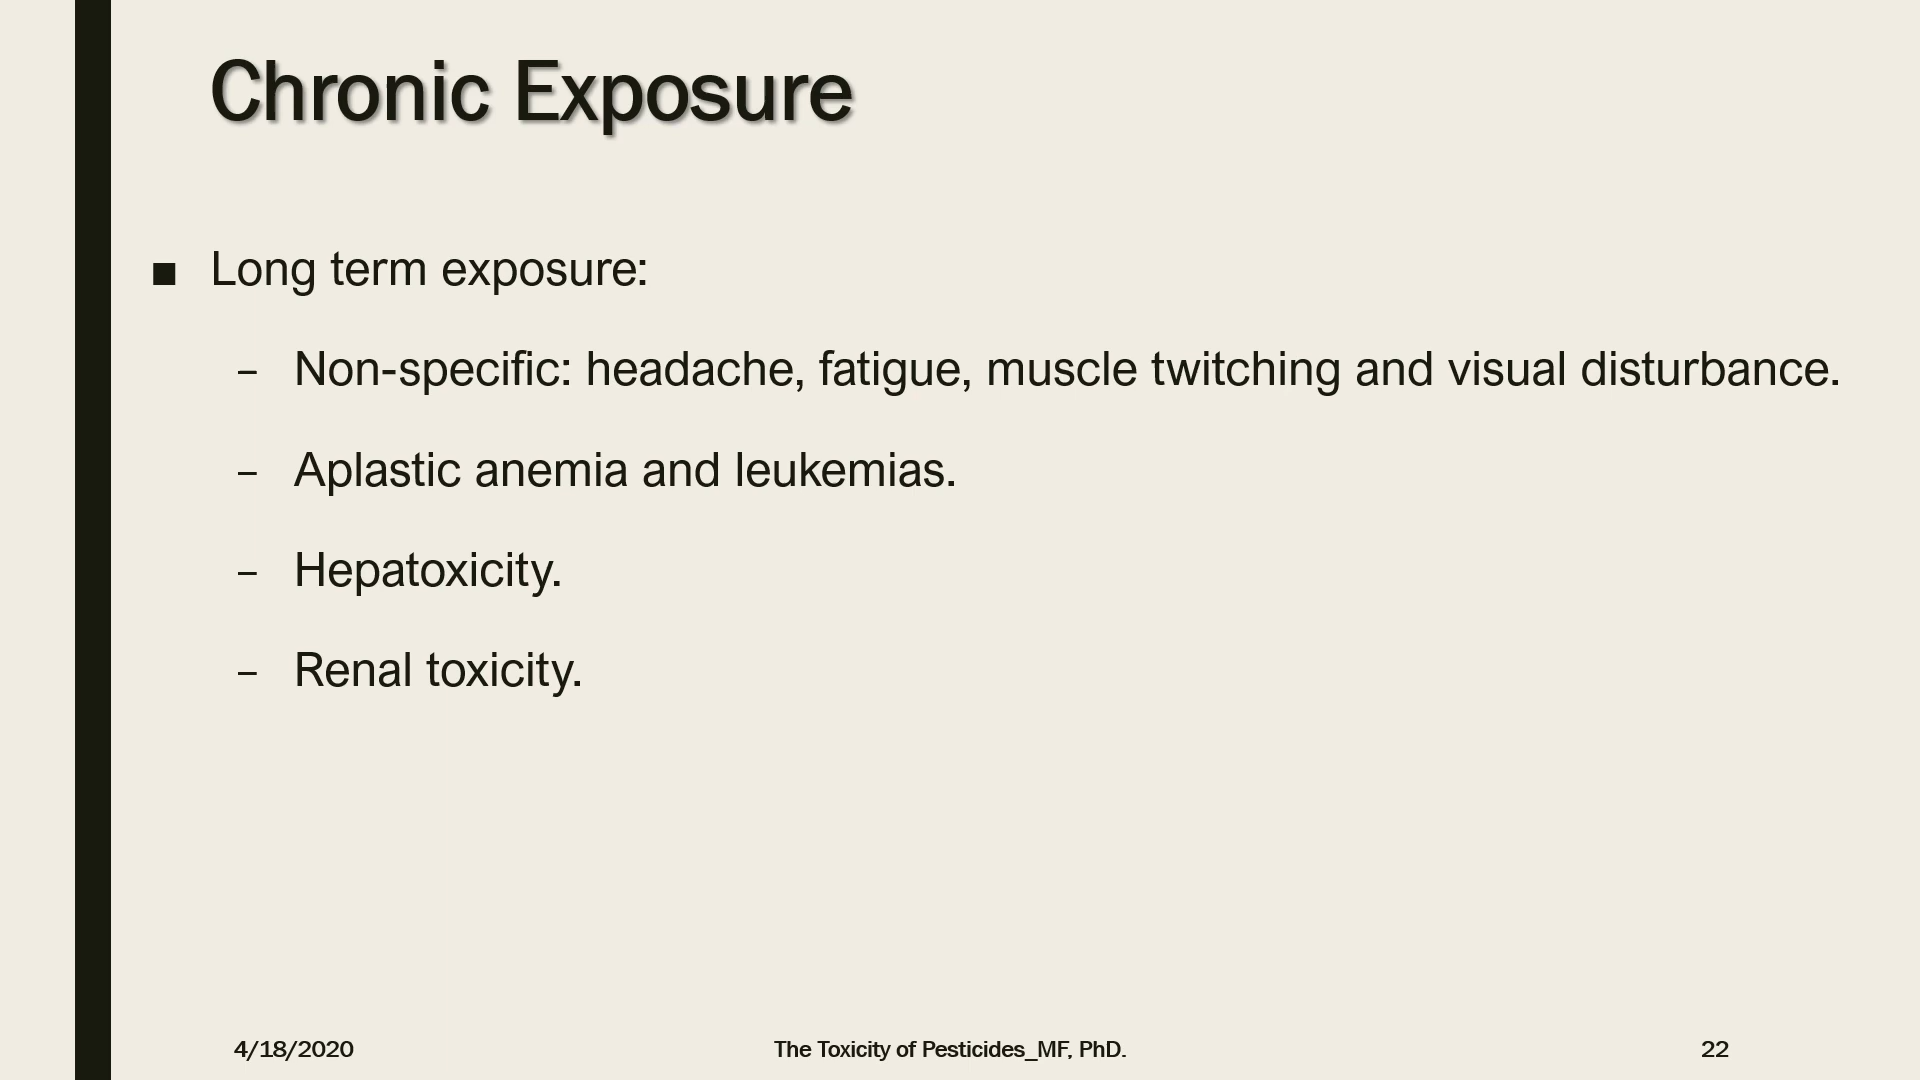 Chronic Exposure
■ Long term exposure:
– Non-specific: headache, fatigue, muscle twitching and visual disturbance.
– Aplastic anemia and leukemias.
– Hepatoxicity.
– Renal toxicity.
4/18/2020 The Toxicity of Pesticides_MF, PhD. 22